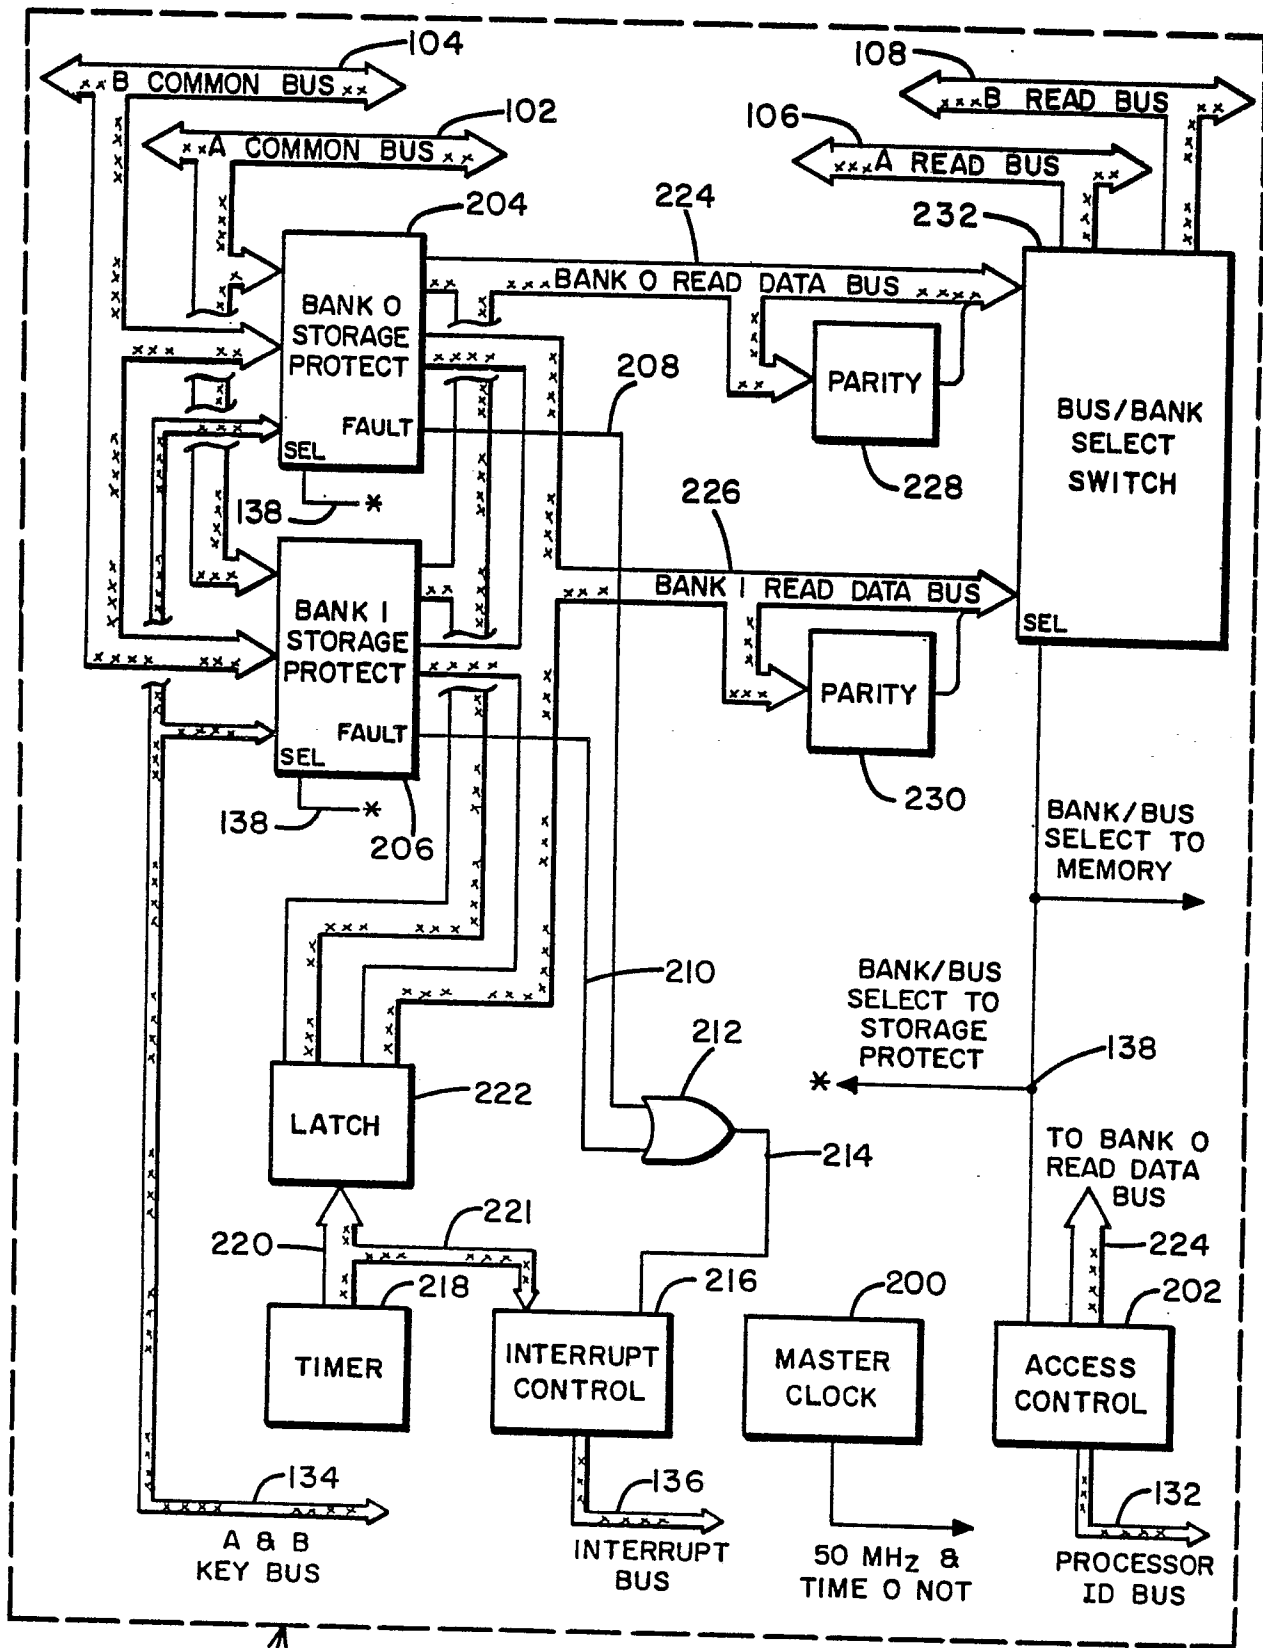 104
B COMMON BUS
108
B READ BUS
102
A COMMON BUS
106
A READ BUS
204
224
232
BANK 0
STORAGE
PROTECT
FAULT
SEL
138
*
BANK 0 READ DATA BUS
208
PARITY
228
BUS/BANK
SELECT
SWITCH
SEL
226
BANK 1 READ DATA BUS
BANK 1
STORAGE
PROTECT
FAULT
SEL
138
*
206
PARITY
230
BANK/BUS
SELECT TO
MEMORY
210
BANK/BUS
SELECT TO
STORAGE
PROTECT
*
138
212
214
LATCH
222
TO BANK 0
READ DATA
BUS
224
220
221
218
TIMER
216
INTERRUPT
CONTROL
200
MASTER
CLOCK
202
ACCESS
CONTROL
134
A & B
KEY BUS
136
INTERRUPT
BUS
50 MHz &
TIME 0 NOT
132
PROCESSOR
ID BUS